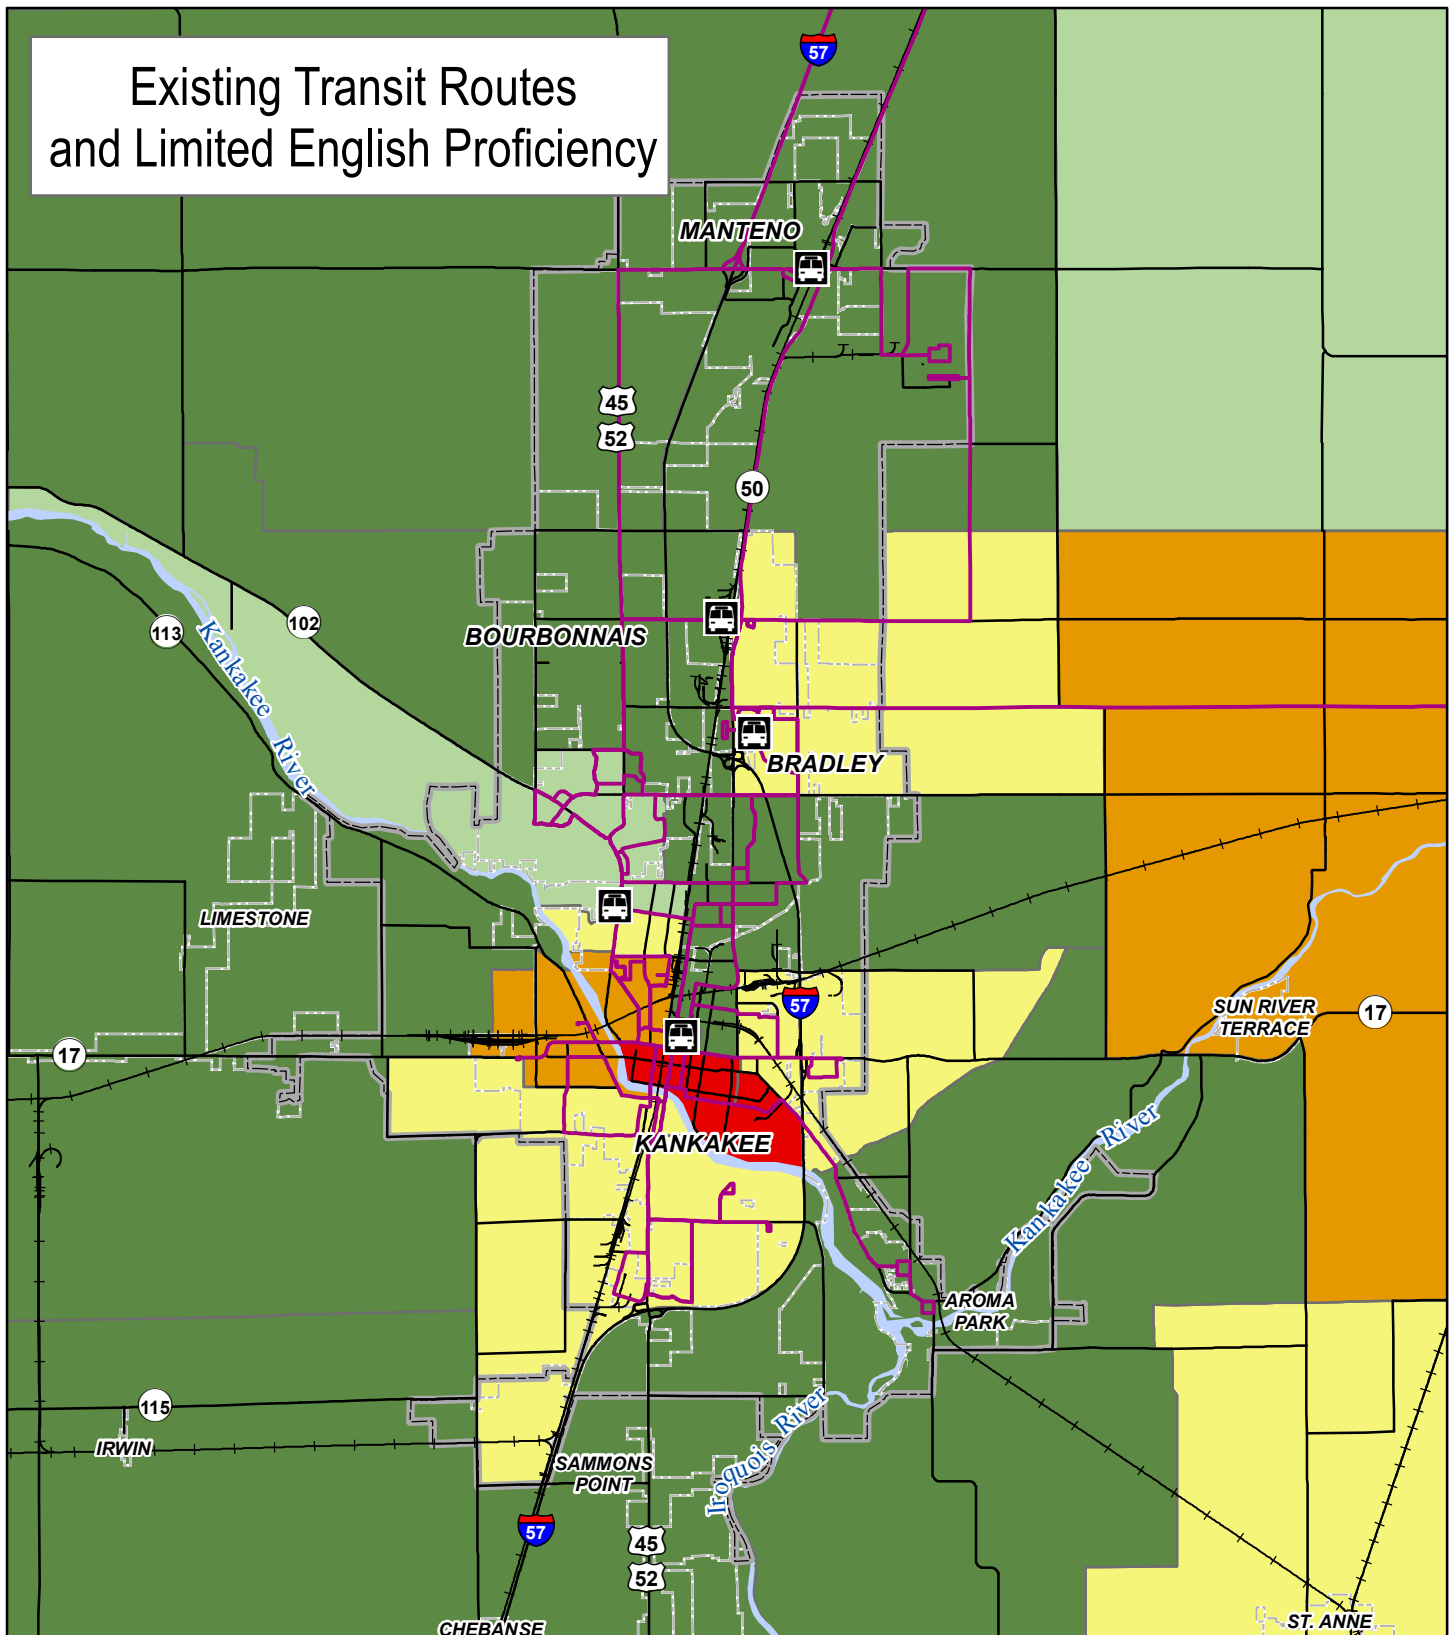 Existing Transit Routes
and Limited English Proficiency
57
MANTENO
45
52
50
102
113
BOURBONNAIS
Kankakee
River
BRADLEY
LIMESTONE
57
SUN RIVER
TERRACE
17
17
Kankakee River
KANKAKEE
AROMA
PARK
115
IRWIN
Iroquois River
SAMMONS
POINT
57
45
52
CHEBANSE
ST. ANNE